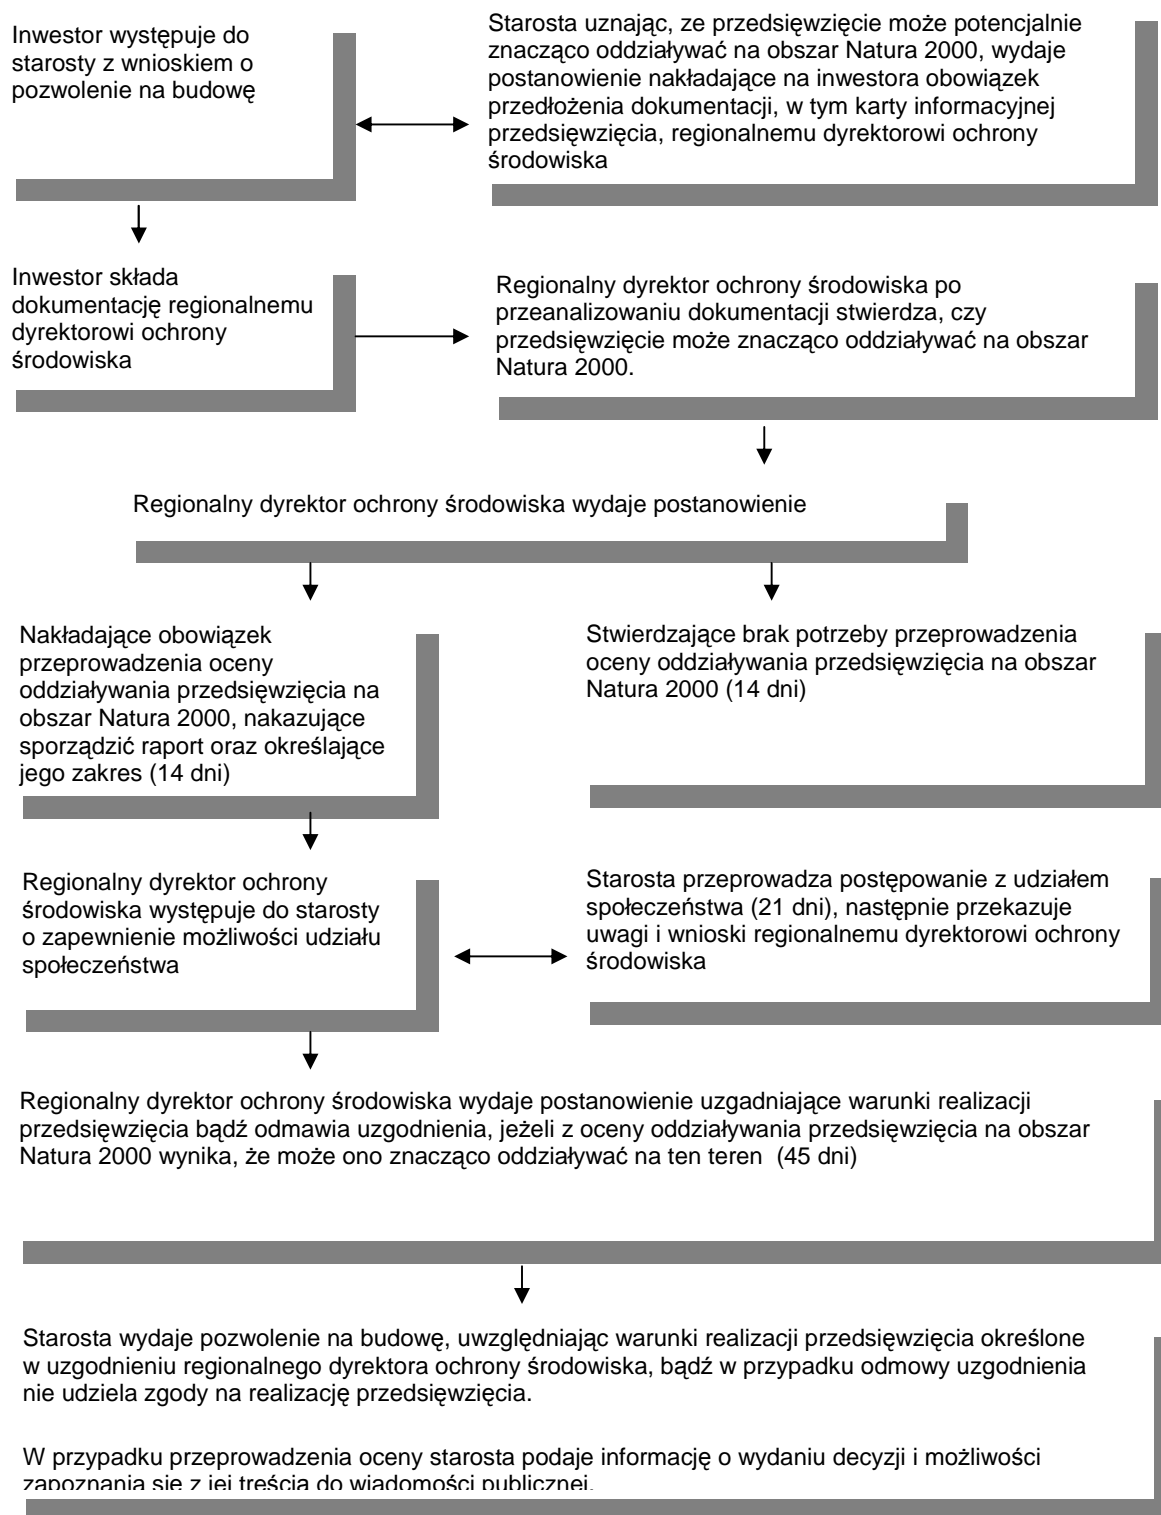 Inwestor występuje do
starosty z wnioskiem o
pozwolenie na budowę
Starosta uznając, ze przedsięwzięcie może potencjalnie
znacząco oddziaływać na obszar Natura 2000, wydaje
postanowienie nakładające na inwestora obowiązek
przedłożenia dokumentacji, w tym karty informacyjnej
przedsięwzięcia, regionalnemu dyrektorowi ochrony
środowiska
Inwestor składa
dokumentację regionalnemu
dyrektorowi ochrony
środowiska
Regionalny dyrektor ochrony środowiska po
przeanalizowaniu dokumentacji stwierdza, czy
przedsięwzięcie może znacząco oddziaływać na obszar
Natura 2000.
Regionalny dyrektor ochrony środowiska wydaje postanowienie
Nakładające obowiązek
przeprowadzenia oceny
oddziaływania przedsięwzięcia na
obszar Natura 2000, nakazujące
sporządzić raport oraz określające
jego zakres (14 dni)
Stwierdzające brak potrzeby przeprowadzenia
oceny oddziaływania przedsięwzięcia na obszar
Natura 2000 (14 dni)
Regionalny dyrektor ochrony
środowiska występuje do starosty
o zapewnienie możliwości udziału
społeczeństwa
Starosta przeprowadza postępowanie z udziałem
społeczeństwa (21 dni), następnie przekazuje
uwagi i wnioski regionalnemu dyrektorowi ochrony
środowiska
Regionalny dyrektor ochrony środowiska wydaje postanowienie uzgadniające warunki realizacji
przedsięwzięcia bądź odmawia uzgodnienia, jeżeli z oceny oddziaływania przedsięwzięcia na obszar
Natura 2000 wynika, że może ono znacząco oddziaływać na ten teren (45 dni)
Starosta wydaje pozwolenie na budowę, uwzględniając warunki realizacji przedsięwzięcia określone
w uzgodnieniu regionalnego dyrektora ochrony środowiska, bądź w przypadku odmowy uzgodnienia
nie udziela zgody na realizację przedsięwzięcia.
W przypadku przeprowadzenia oceny starosta podaje informację o wydaniu decyzji i możliwości
zapoznania się z jej treścią do wiadomości publicznej.